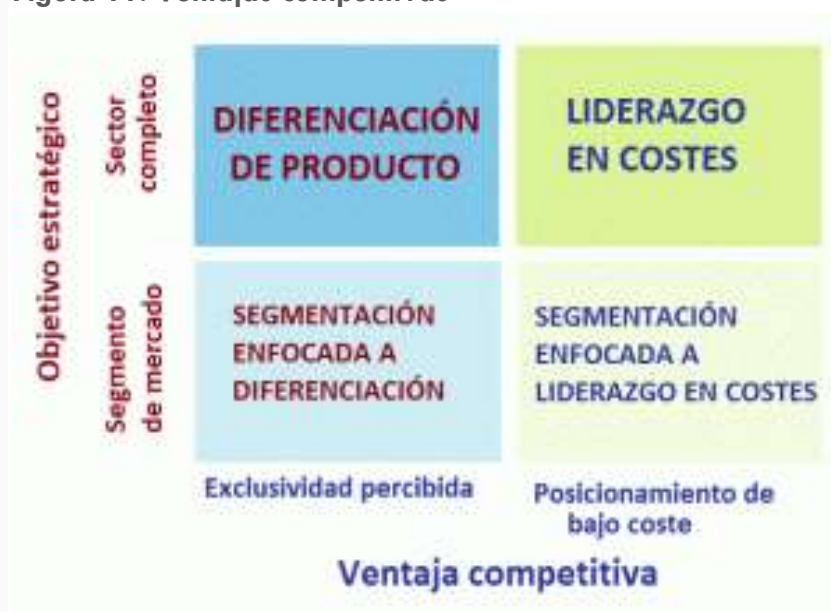 Objetivo estratégico
Sector
completo
DIFERENCIACIÓN
DE PRODUCTO
LIDERAZGO
EN COSTES
Segmento
de mercado
SEGMENTACIÓN
ENFOCADA A
DIFERENCIACIÓN
SEGMENTACIÓN
ENFOCADA A
LIDERAZGO EN COSTES
Exclusividad percibida
Posicionamiento de
bajo coste
Ventaja competitiva